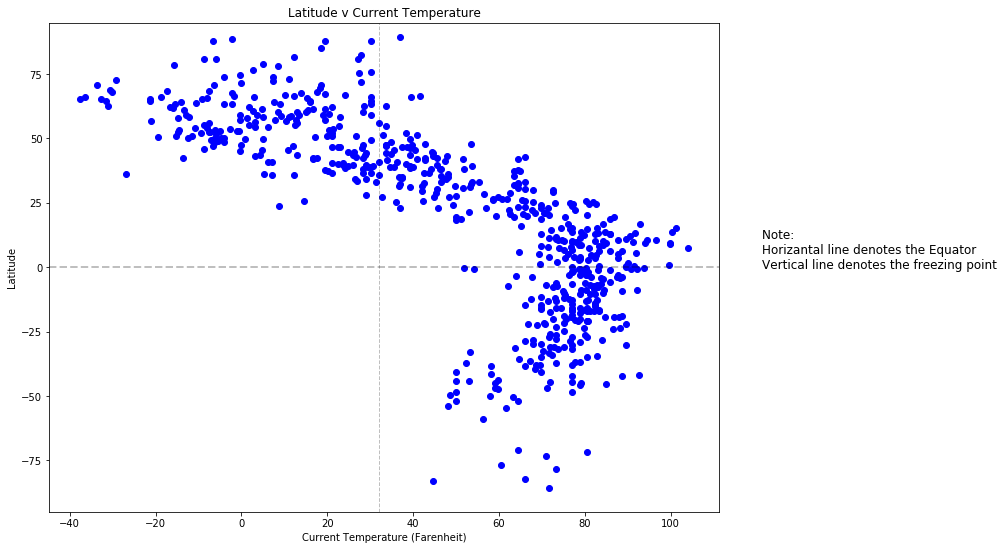 Latitude v Current Temperature
75
50
25
0
−25
−50
−75
Latitude
−40
−20
0
20
40
60
80
100
Current Temperature (Farenheit)
Note:
Horizantal line denotes the Equator
Vertical line denotes the freezing point